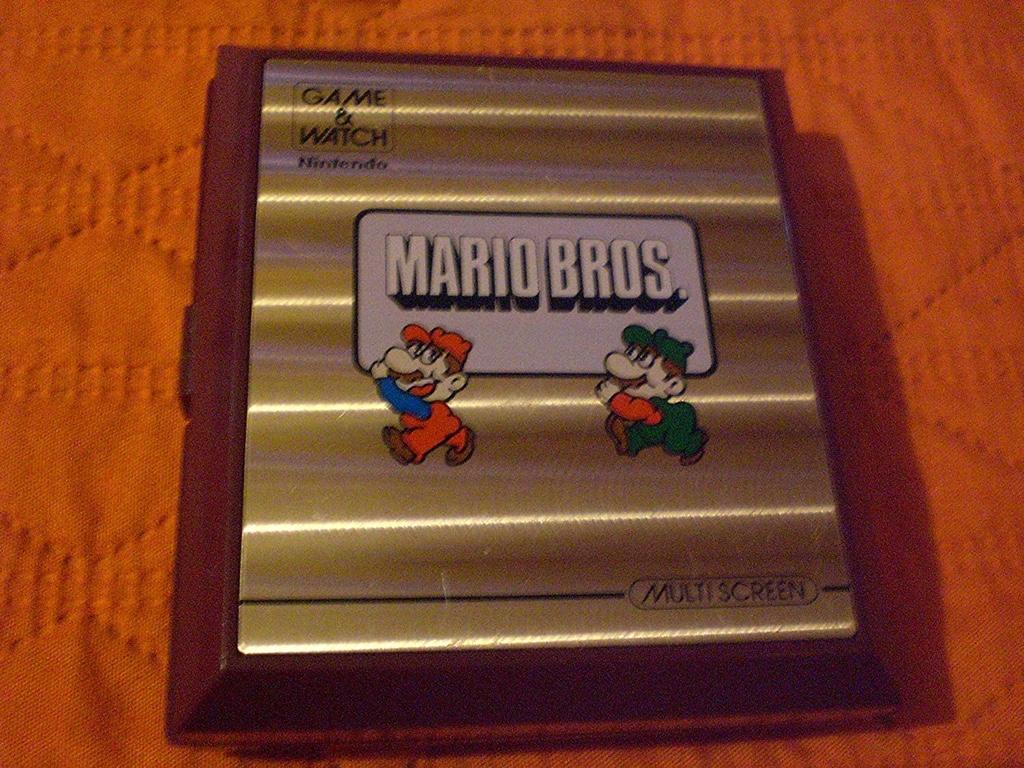 GAME
&
WATCH
Nintendo
MARIO BROS.
MULTI SCREEN